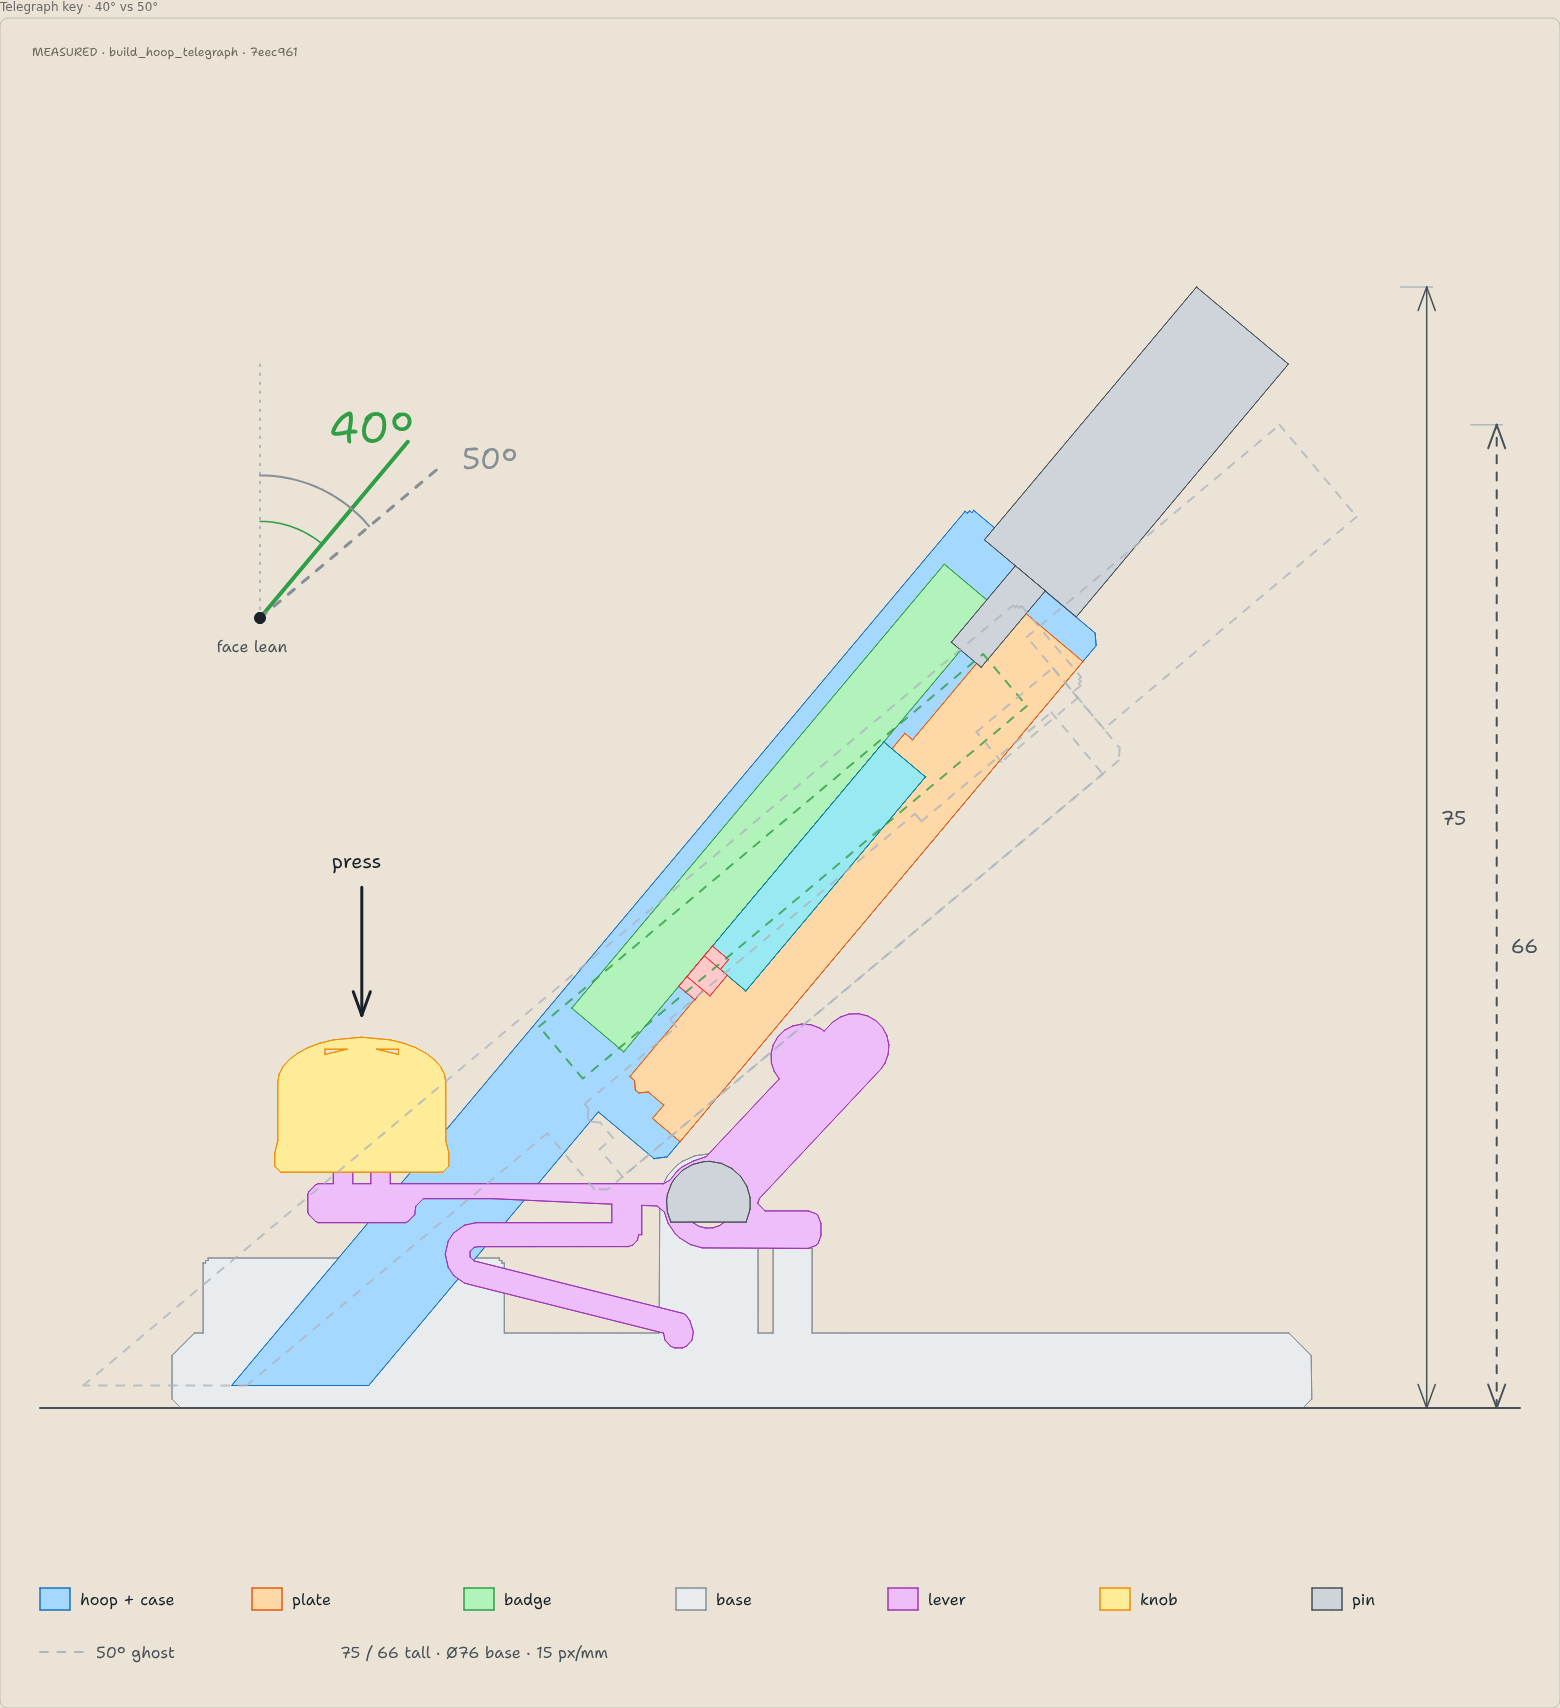 Telegraph key · 40° vs 50°
MEASURED · build_hoop_telegraph · 7eec961
40°
50°
face lean
75
press
66
hoop + case
plate
badge
base
lever
knob
pin
50° ghost
75 / 66 tall · Ø76 base · 15 px/mm